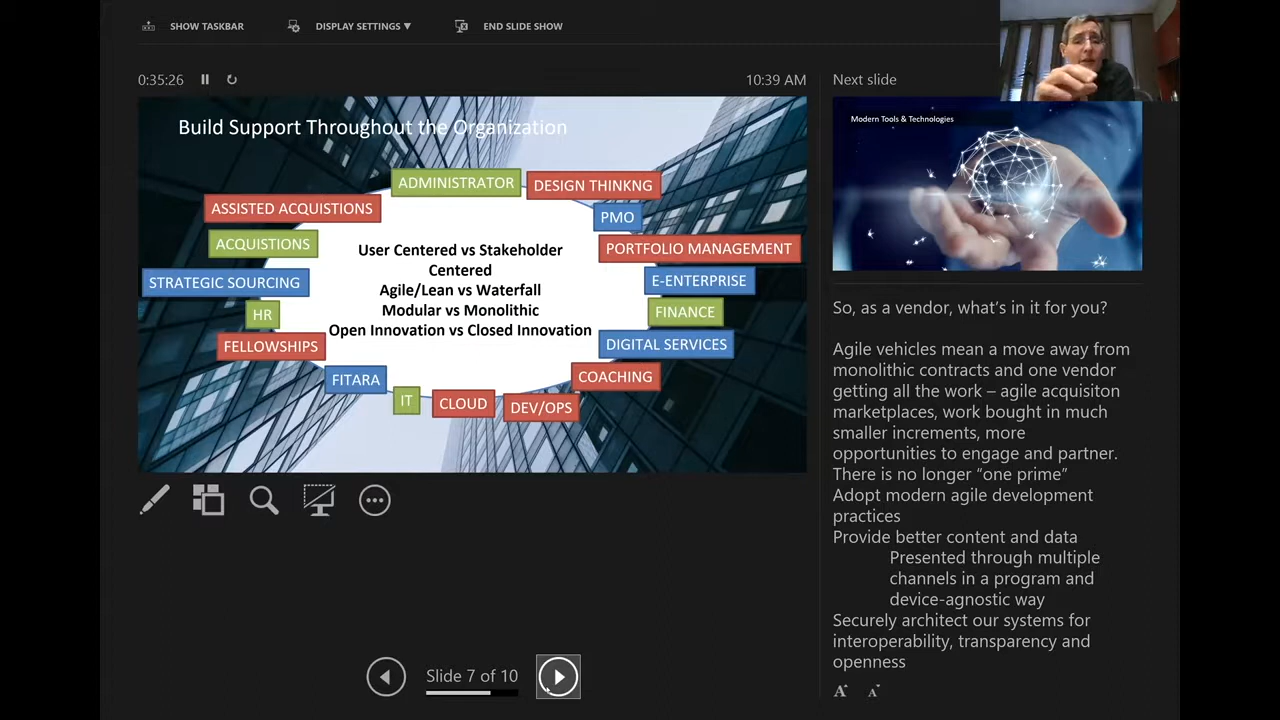 SHOW TASKBAR
DISPLAY SETTINGS ▼
END SLIDE SHOW
0:35:26
10:39 AM
Build Support Throughout the Organization
ADMINISTRATOR
DESIGN THINKNG
ASSISTED ACQUISTIONS
PMO
ACQUISTIONS
PORTFOLIO MANAGEMENT
STRATEGIC SOURCING
E-ENTERPRISE
HR
FINANCE
FELLOWSHIPS
DIGITAL SERVICES
FITARA
COACHING
IT
CLOUD
DEV/OPS
User Centered vs Stakeholder
Centered
Agile/Lean vs Waterfall
Modular vs Monolithic
Open Innovation vs Closed Innovation
Slide 7 of 10
Next slide
Modern Tools & Technologies
So, as a vendor, what’s in it for you?
Agile vehicles mean a move away from
monolithic contracts and one vendor
getting all the work – agile acquisiton
marketplaces, work bought in much
smaller increments, more
opportunities to engage and partner.
There is no longer “one prime”
Adopt modern agile development
practices
Provide better content and data
Presented through multiple
channels in a program and
device-agnostic way
Securely architect our systems for
interoperability, transparency and
openness
A A